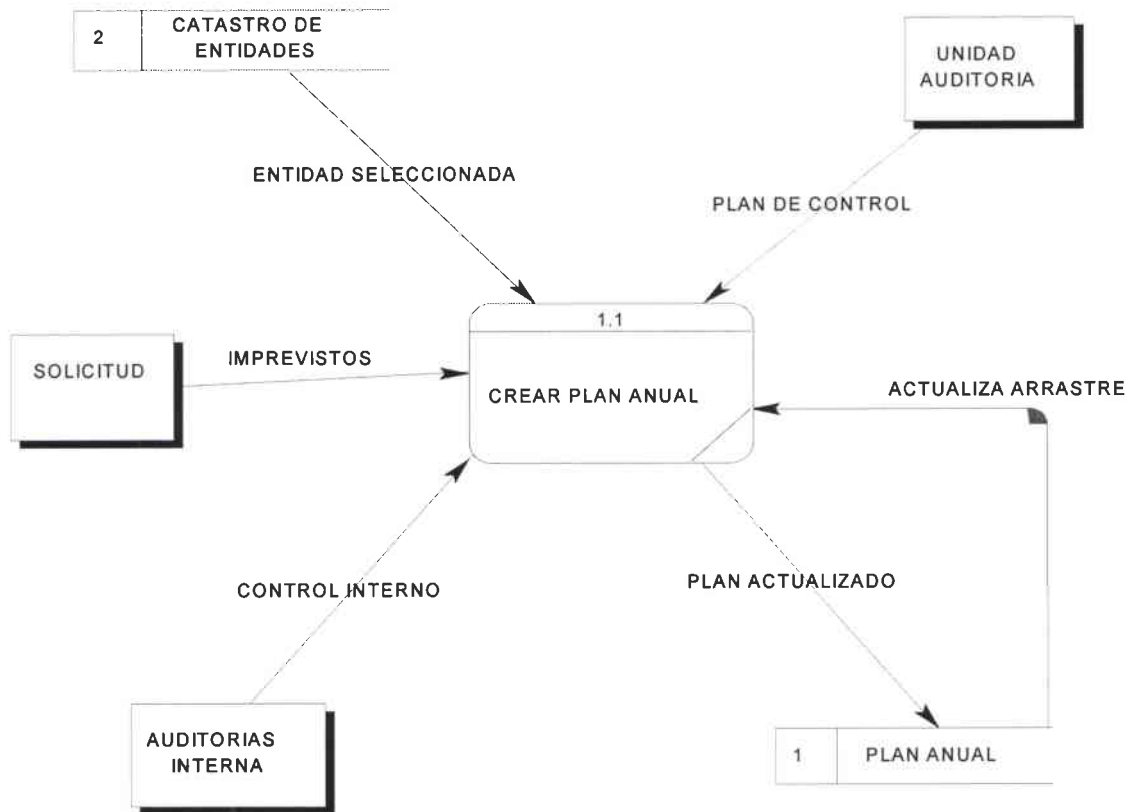 2
CATASTRO DE
ENTIDADES
UNIDAD
AUDITORIA
ENTIDAD SELECCIONADA
PLAN DE CONTROL
1.1
SOLICITUD
IMPREVISTOS
CREAR PLAN ANUAL
ACTUALIZA ARRASTRE
CONTROL INTERNO
PLAN ACTUALIZADO
AUDITORIAS
INTERNA
1
PLAN ANUAL